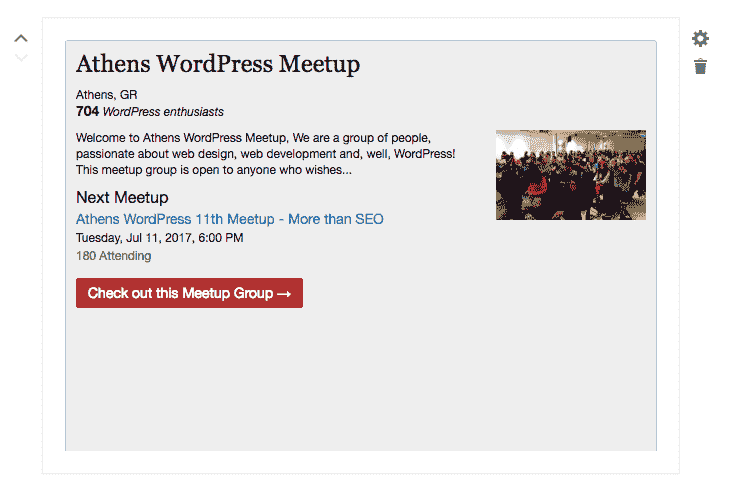 Athens WordPress Meetup
Athens, GR
704 WordPress enthusiasts
Welcome to Athens WordPress Meetup, We are a group of people,
passionate about web design, web development and, well, WordPress!
This meetup group is open to anyone who wishes...
Next Meetup
Athens WordPress 11th Meetup - More than SEO
Tuesday, Jul 11, 2017, 6:00 PM
180 Attending
Check out this Meetup Group →